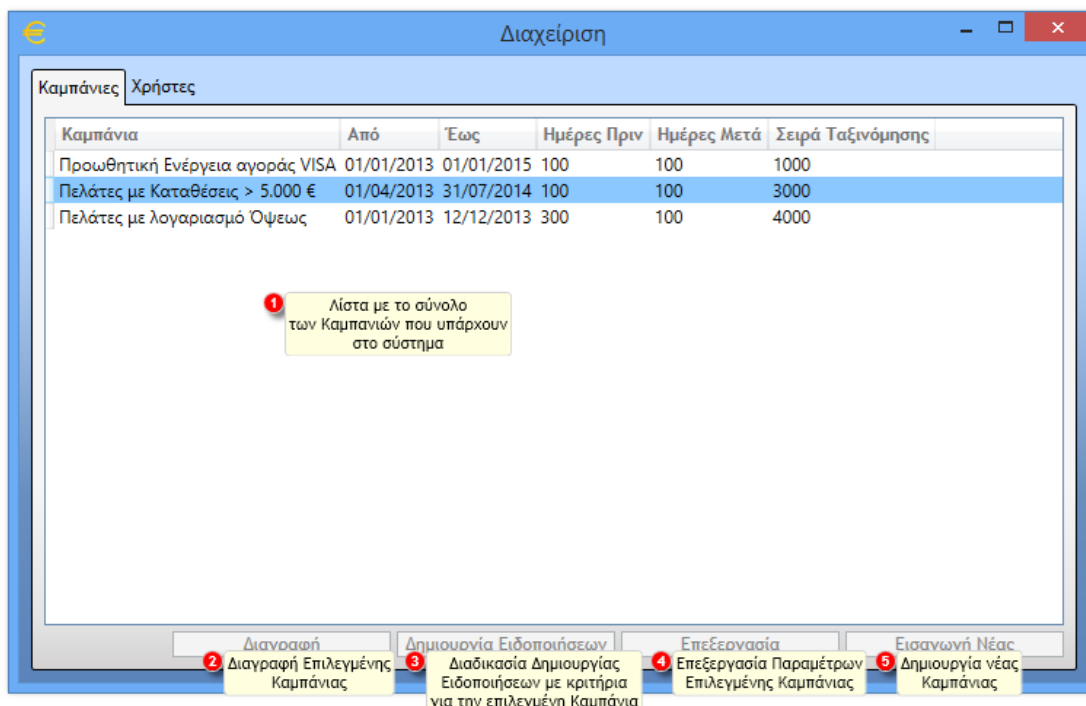 Διαχείριση
Καμπάνιες Χρήστες
Καμπάνια Από Έως Ημέρες Πριν Ημέρες Μετά Σειρά Ταξινόμησης
Προωθητική Ενέργεια αγοράς VISA 01/01/2013 01/01/2015 100 100 1000
Πελάτες με Καταθέσεις > 5.000 € 01/04/2013 31/07/2014 100 100 3000
Πελάτες με λογαριασμό Όψεως 01/01/2013 12/12/2013 300 100 4000
1 Λίστα με το σύνολο
των Καμπανιών που υπάρχουν
στο σύστημα
Διαγραφή Δημιουργία Ειδοποιήσεων Επεξεργασία Εισαγωγή Νέας
2 Διαγραφή Επιλεγμένης
Καμπάνιας
3 Διαδικασία Δημιουργίας
Ειδοποιήσεων με κριτήρια
για την επιλεγμένη Καμπάνια
4 Επεξεργασία Παραμέτρων
Επιλεγμένης Καμπάνιας
5 Δημιουργία νέας
Καμπάνιας